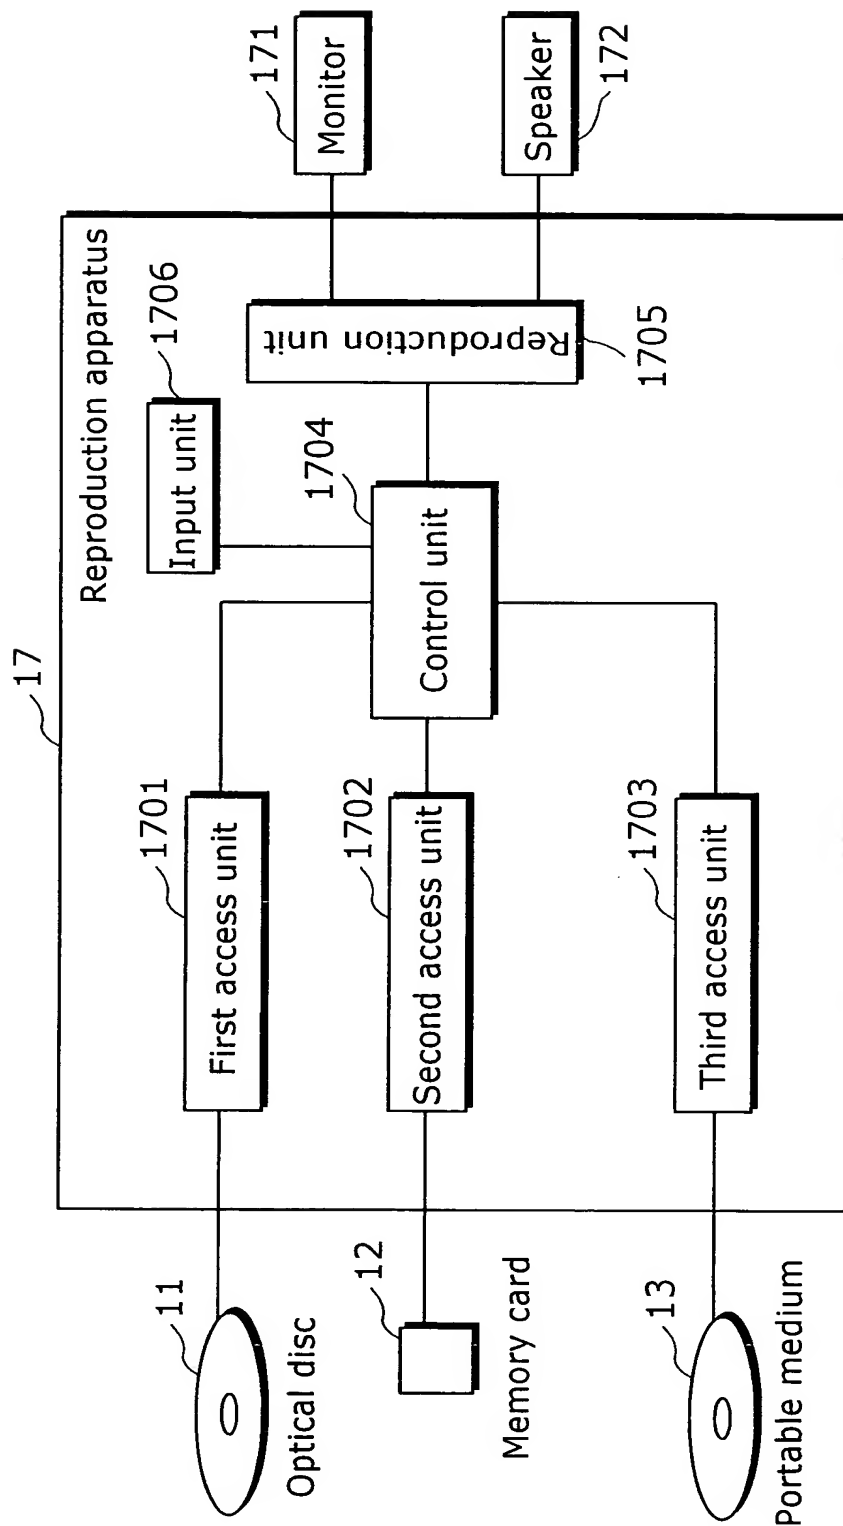 17
Reproduction apparatus
11
Optical disc
1701
First access unit
1706
Input unit
171
Monitor
12
Memory card
1702
Second access unit
1704
Control unit
Reproduction unit
1705
Speaker
172
13
Portable medium
1703
Third access unit